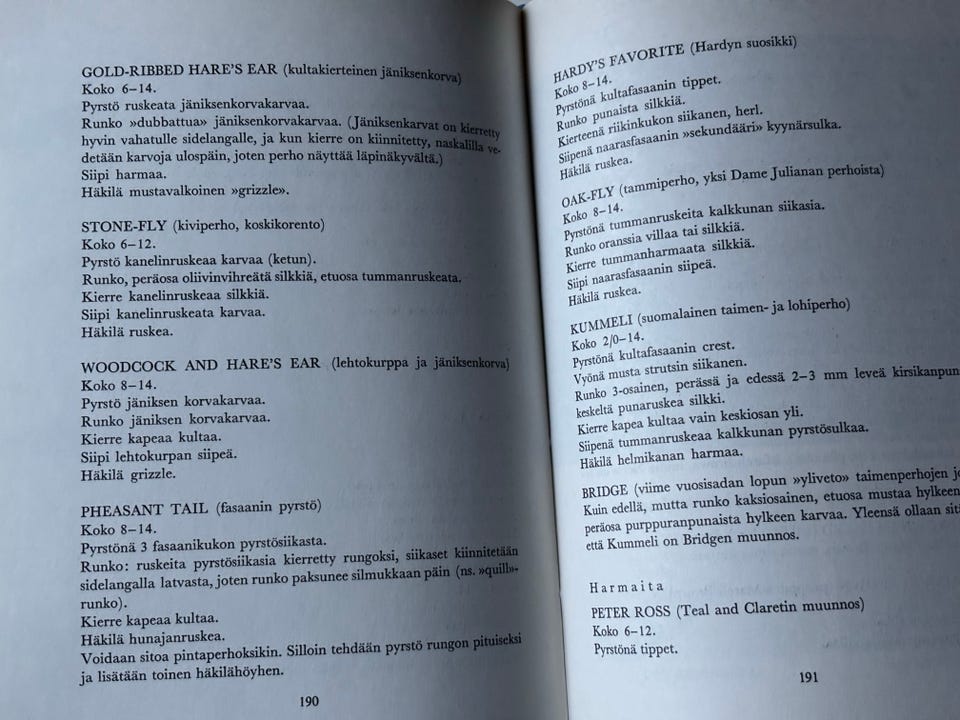 GOLD-RIBBED HARE'S EAR (kultakierteinen jäniksenkorva)
Koko 6–14.
Pyrstö ruskeata jäniksenkorvakarvaa.
Runko »dubbattua» jäniksenkorvakarvaa. (Jäniksenkarvat on kierretty
hyvin vahatulle sidelangalle, ja kun kierre on kiinnitetty, naskalilla ve-
detään karvoja ulospäin, joten perho näyttää läpinäkyvältä.)
Siipi harmaa.
Häkilä mustavalkoinen »grizzle».
STONE-FLY (kiviperho, koskikorento)
Koko 6–12.
Pyrstö kanelinruskeaa karvaa (ketun).
Runko, peräosa oliivinvihreätä silkkiä, etuosa tummanruskeata.
Kierre kanelinruskeaa silkkiä.
Siipi kanelinruskeata karvaa.
Häkilä ruskea.
WOODCOCK AND HARE'S EAR (lehtokurppa ja jäniksenkorva)
Koko 8–14.
Pyrstö jäniksen korvakarvaa.
Runko jäniksen korvakarvaa.
Kierre kapeaa kultaa.
Siipi lehtokurpan siipeä.
Häkilä grizzle.
PHEASANT TAIL (fasaanin pyrstö)
Koko 8–14.
Pyrstönä 3 fasaanikukon pyrstösiikasta.
Runko: ruskeita pyrstösiikasia kierretty rungoksi, siikaset kiinnitetään
sidelangalla latvasta, joten runko paksunee silmukkaan päin (ns. »quill»-
runko).
Kierre kapeaa kultaa.
Häkilä hunajanruskea.
Voidaan sitoa pintaperhoksikin. Silloin tehdään pyrstö rungon pituiseksi
ja lisätään toinen häkilähöyhen.
190
HARDY'S FAVORITE (Hardyn suosikki)
Koko 8–14.
Pyrstönä kultafasaanin tippet.
Runko punaista silkkiä.
Kierteenä riikinkukon siikanen, herl.
Siipenä naarasfasaanin »sekundääri» kyynärsulka.
Häkilä ruskea.
OAK-FLY (tammiperho, yksi Dame Julianan perhoista)
Koko 8–14.
Pyrstönä tummanruskeita kalkkunan siikasia.
Runko oranssia villaa tai silkkiä.
Kierre tummanharmaata silkkiä.
Siipi naarasfasaanin siipeä.
Häkilä ruskea.
KUMMELI (suomalainen taimen- ja lohiperho)
Koko 2/0–14.
Pyrstönä kultafasaanin crest.
Vyönä musta strutsin siikanen.
Runko 3-osainen, perässä ja edessä 2–3 mm leveä kirsikanpun
keskeltä punaruskea silkki.
Kierre kapea kultaa vain keskiosan yli.
Siipenä tummanruskeaa kalkkunan pyrstösulkaa.
Häkilä helmikanan harmaa.
BRIDGE (viime vuosisadan lopun »yliveto» taimenperhojen jo
Kuin edellä, mutta runko kaksiosainen, etuosa mustaa hylkeen
peräosa purppuranpunaista hylkeen karvaa. Yleensä ollaan sit
että Kummeli on Bridgen muunnos.
Harmaita
PETER ROSS (Teal and Claretin muunnos)
Koko 6–12.
Pyrstönä tippet.
191